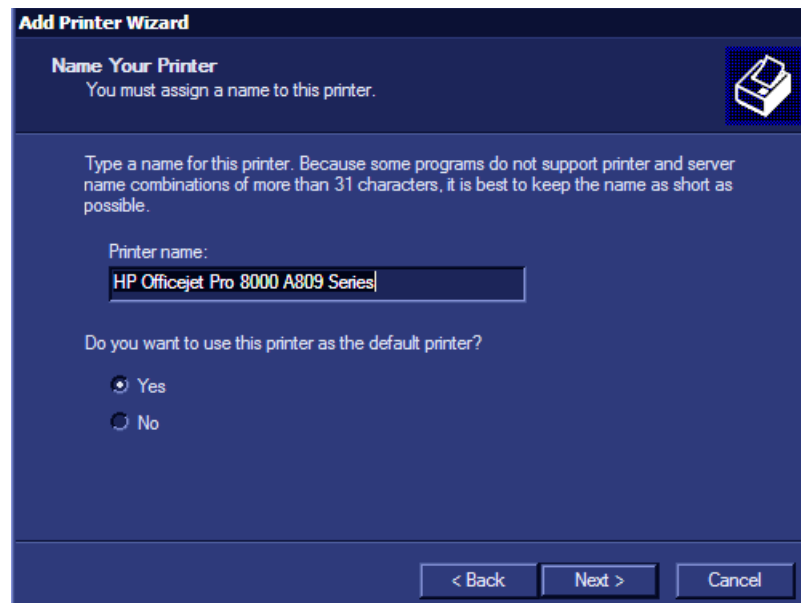 Add Printer Wizard
Name Your Printer
You must assign a name to this printer.
Type a name for this printer. Because some programs do not support printer and server
name combinations of more than 31 characters, it is best to keep the name as short as
possible.
Printer name:
HP Officejet Pro 8000 A809 Series
Do you want to use this printer as the default printer?
Yes
No
< Back
Next >
Cancel